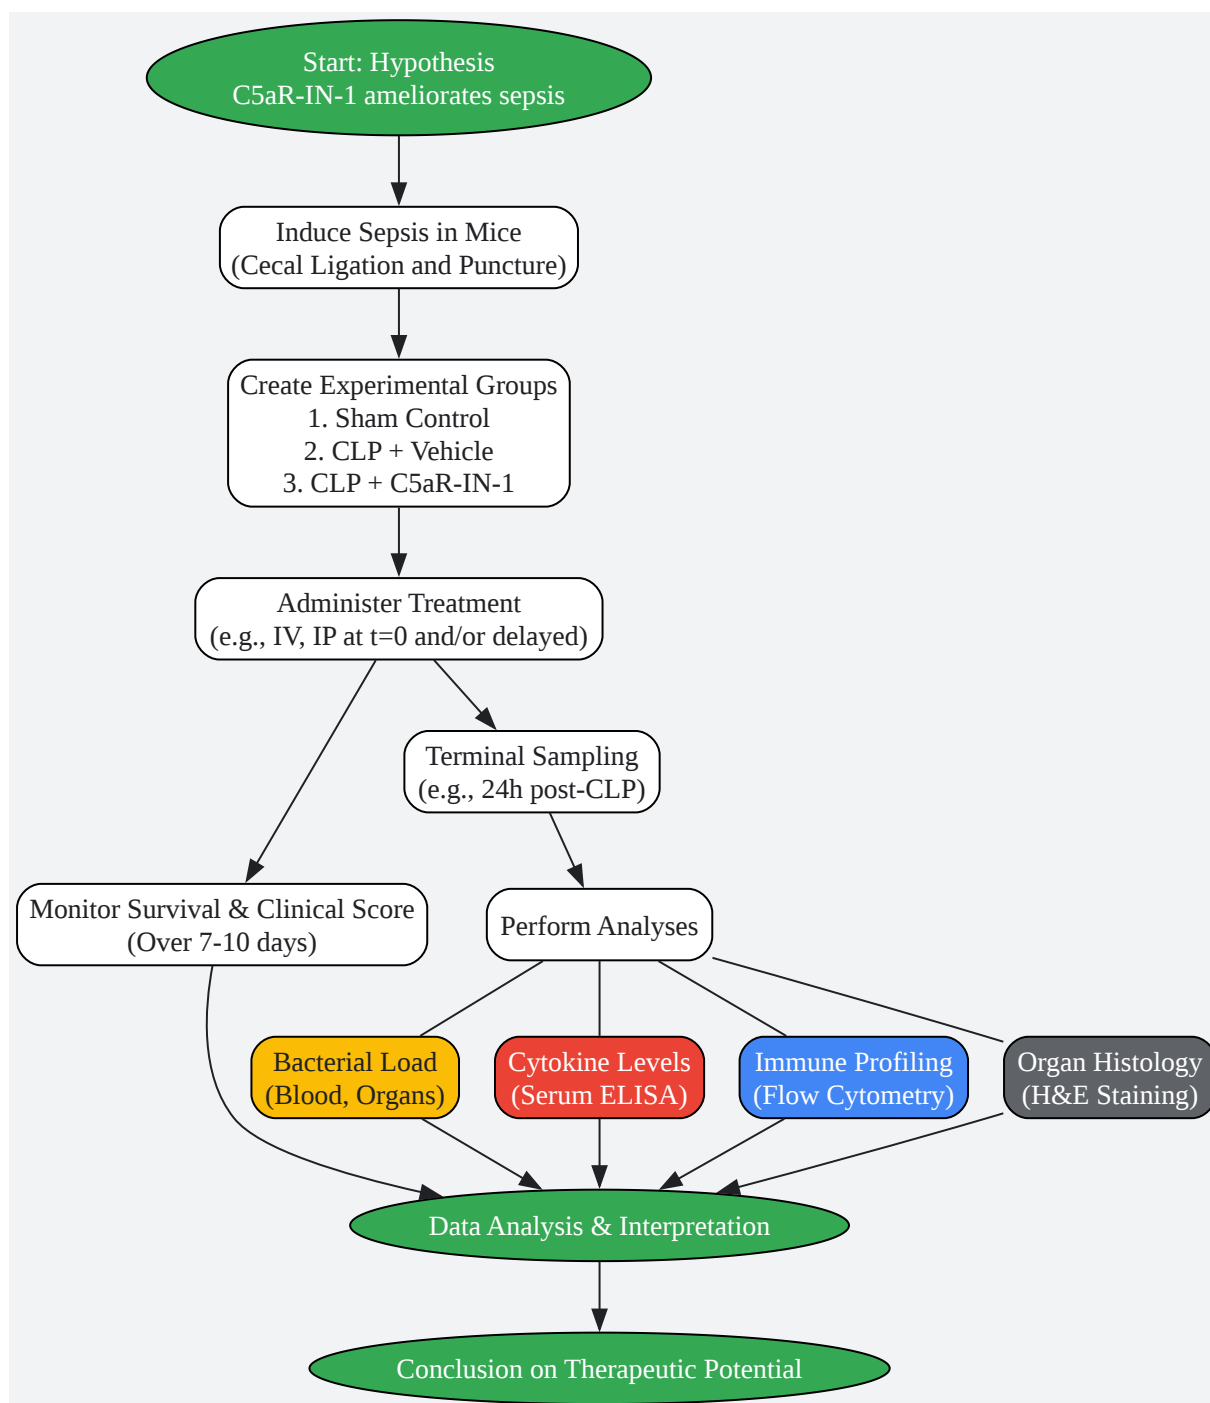 Start: Hypothesis
C5aR-IN-1 ameliorates sepsis
Induce Sepsis in Mice
(Cecal Ligation and Puncture)
Create Experimental Groups
1. Sham Control
2. CLP + Vehicle
3. CLP + C5aR-IN-1
Administer Treatment
(e.g., IV, IP at t=0 and/or delayed)
Terminal Sampling
(e.g., 24h post-CLP)
Monitor Survival & Clinical Score
(Over 7-10 days)
Perform Analyses
Bacterial Load
(Blood, Organs)
Cytokine Levels
(Serum ELISA)
Immune Profiling
(Flow Cytometry)
Organ Histology
(H&E Staining)
Data Analysis & Interpretation
Conclusion on Therapeutic Potential